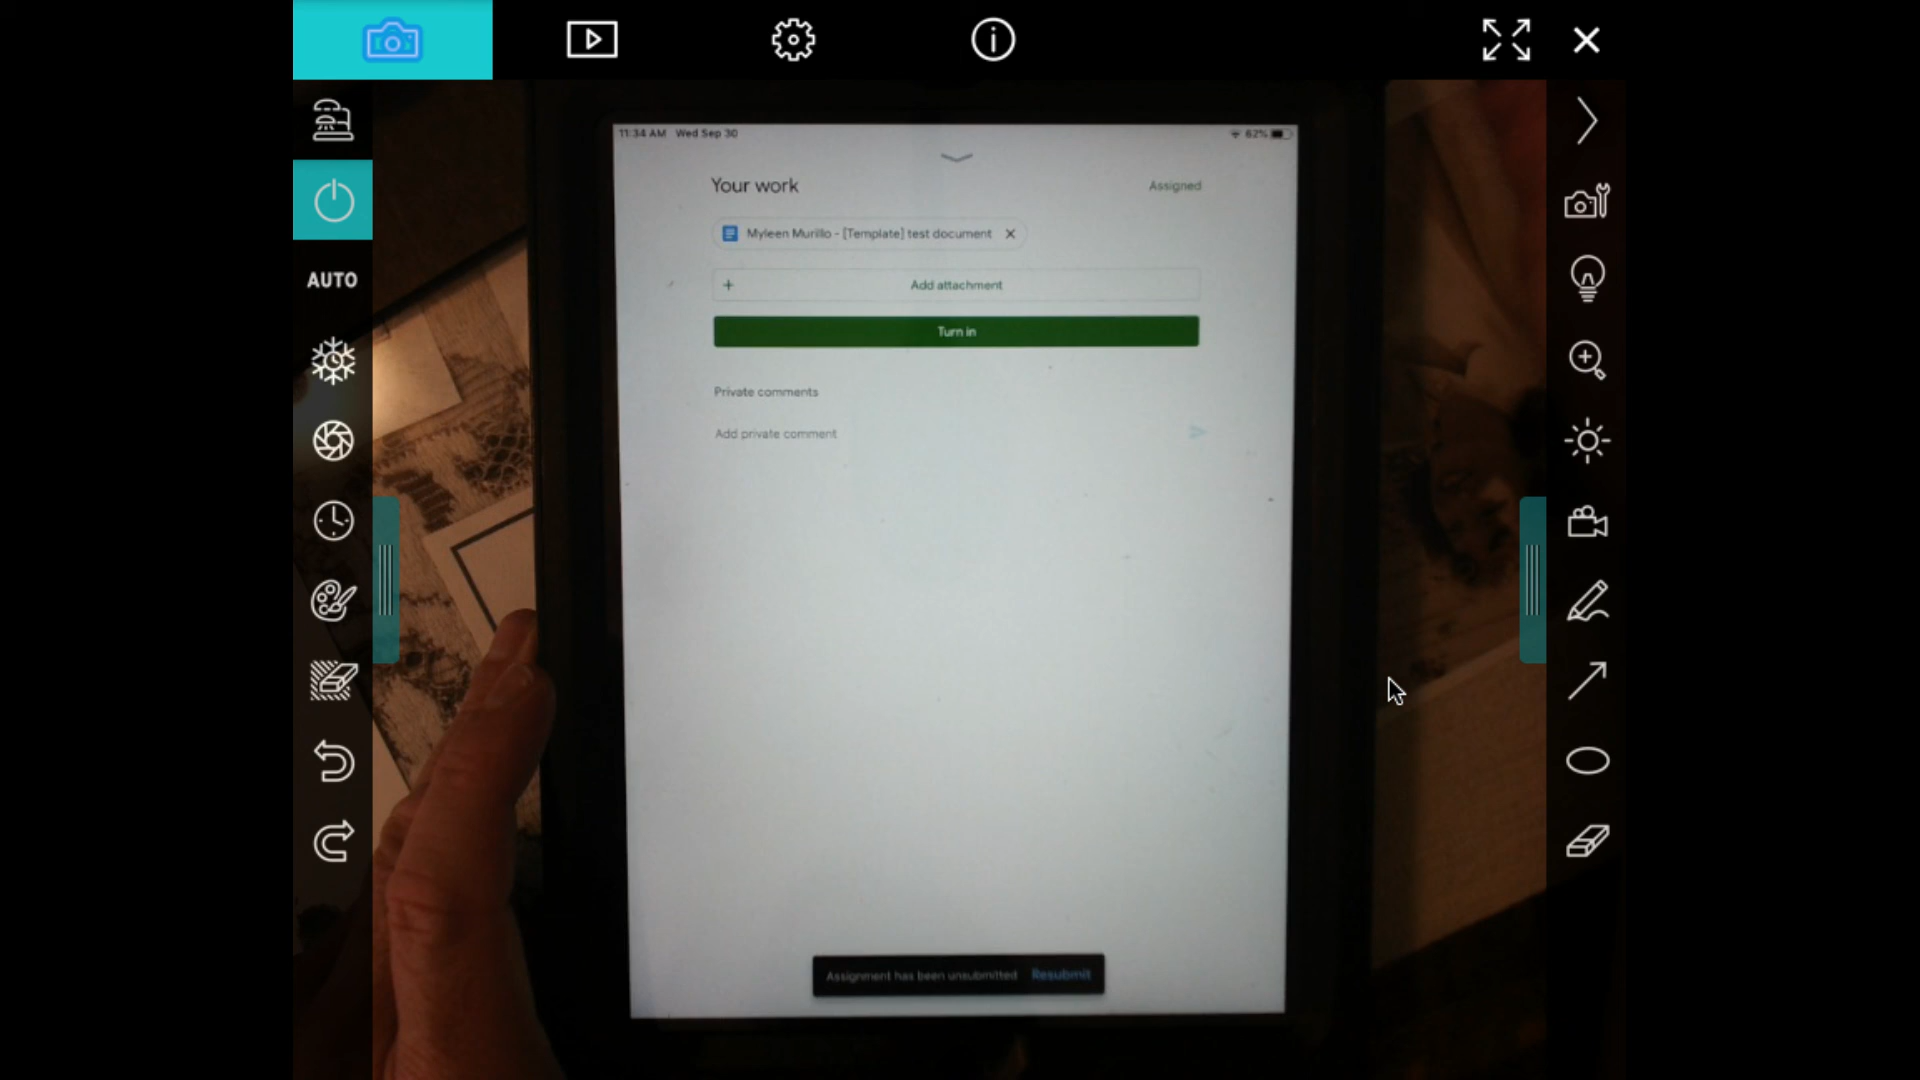 11:34 AM Wed Sep 30 62%
Your work Assigned
Myleen Murillo - [Template] test document
Add attachment
Turn in
Private comments
Add private comment
Assignment has been unsubmitted Resubmit
AUTO